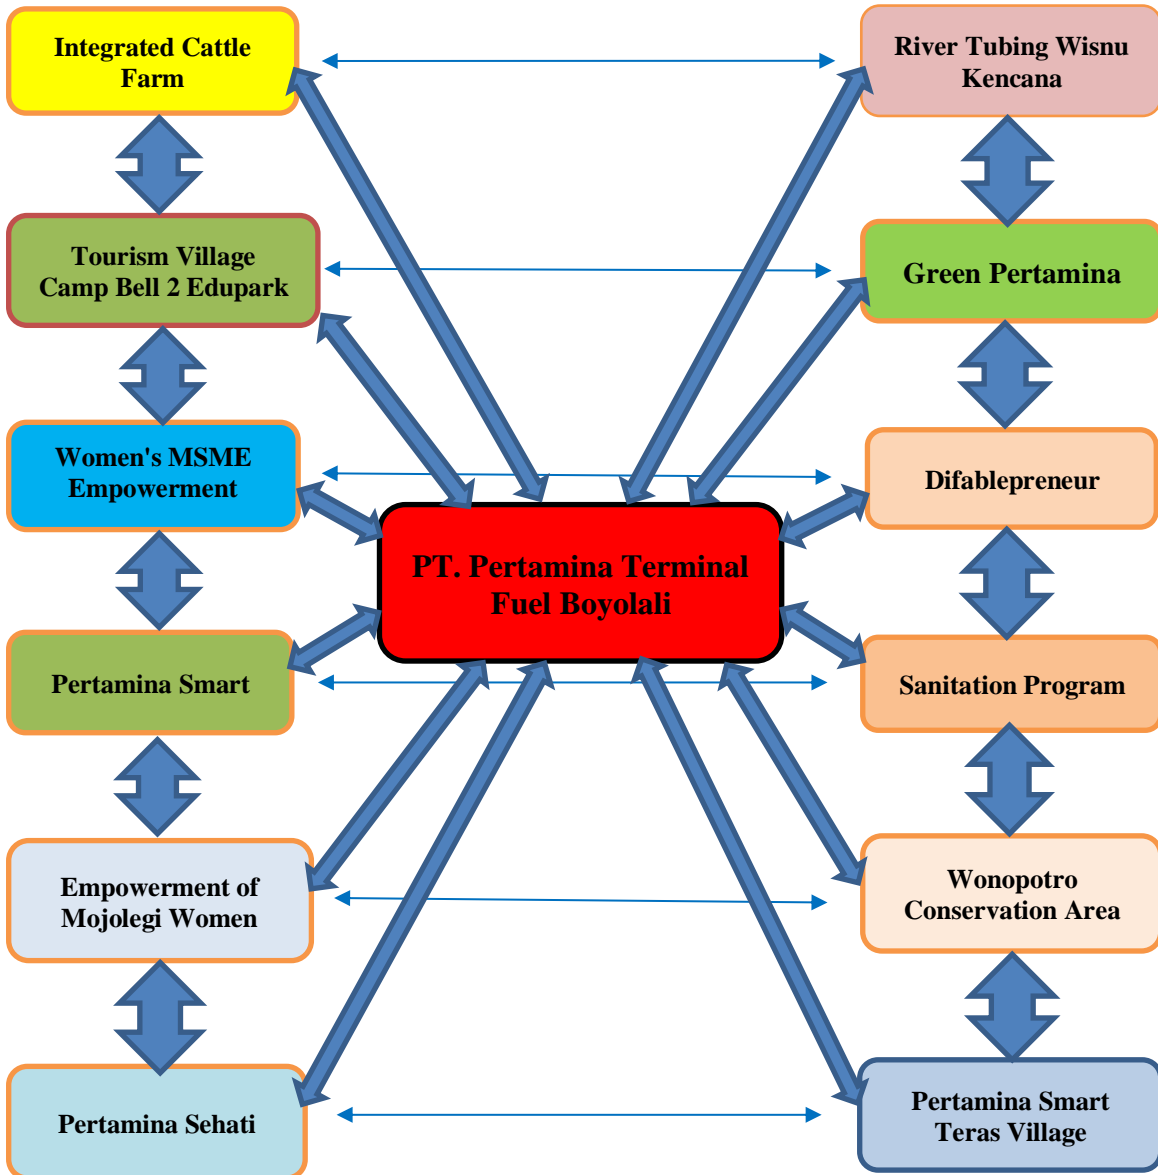 Integrated Cattle
Farm
River Tubing Wisnu
Kencana
Tourism Village
Camp Bell 2 Edupark
Green Pertamina
Women's MSME
Empowerment
Difablepreneur
PT. Pertamina Terminal
Fuel Boyolali
Pertamina Smart
Sanitation Program
Empowerment of
Mojolegi Women
Wonopotro
Conservation Area
Pertamina Sehati
Pertamina Smart
Teras Village